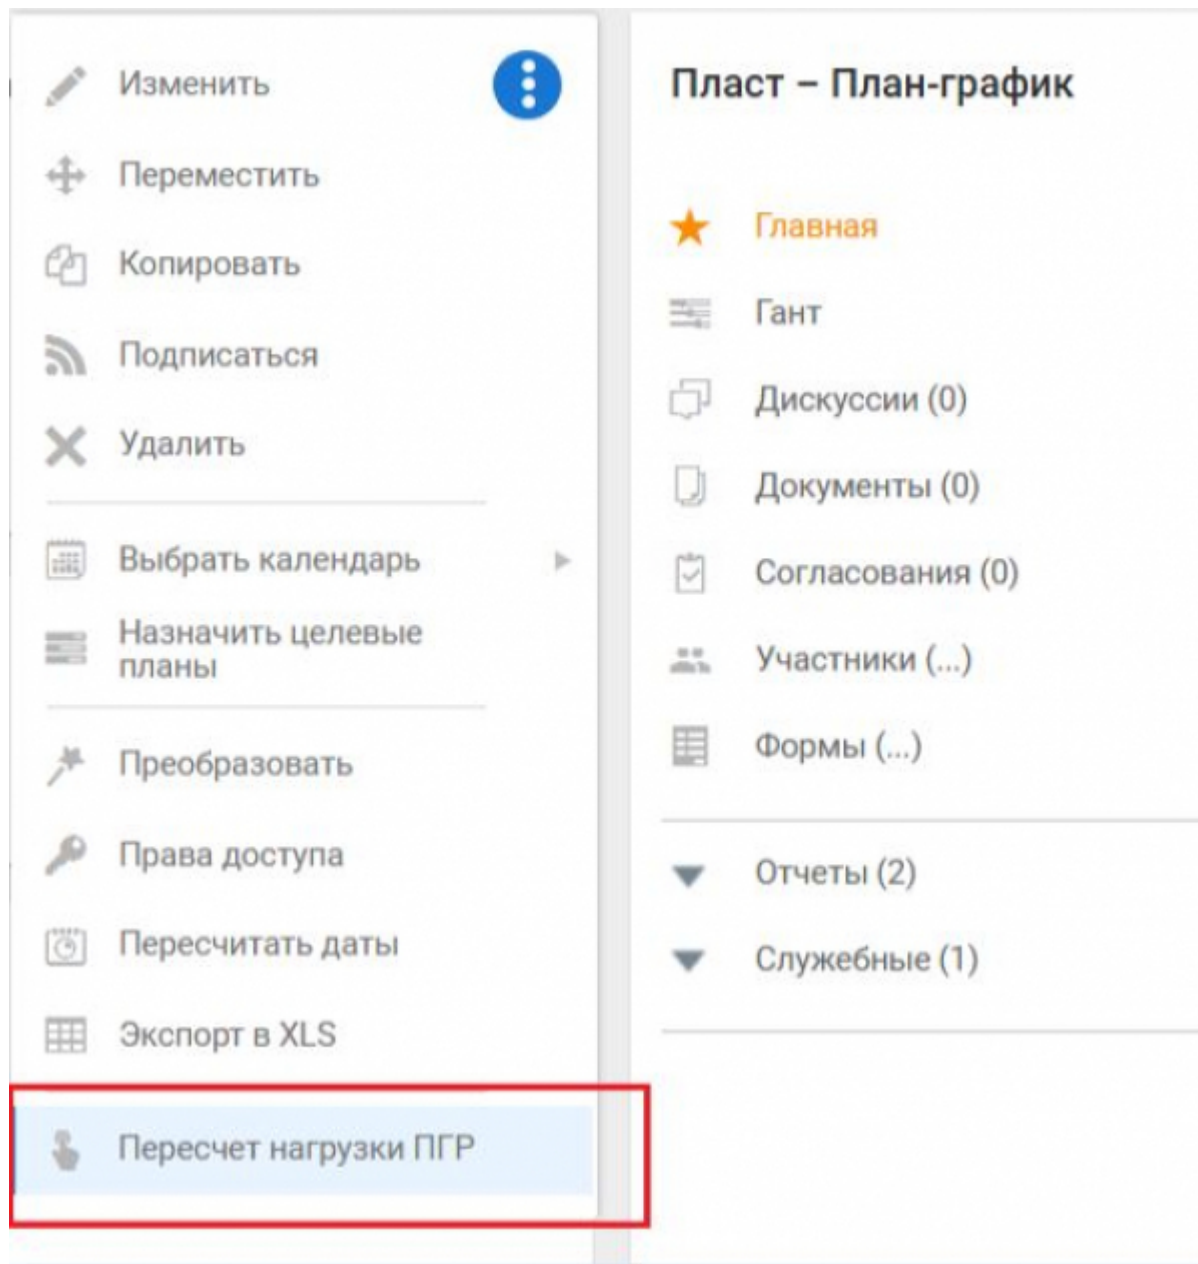 Изменить
Переместить
Копировать
Подписаться
Удалить
Выбрать календарь
Назначить целевые
планы
Преобразовать
Права доступа
Пересчитать даты
Экспорт в XLS
Пересчет нагрузки ПГР
Пласт – План-график
Главная
Гант
Дискуссии (0)
Документы (0)
Согласования (0)
Участники (...)
Формы (...)
Отчеты (2)
Служебные (1)